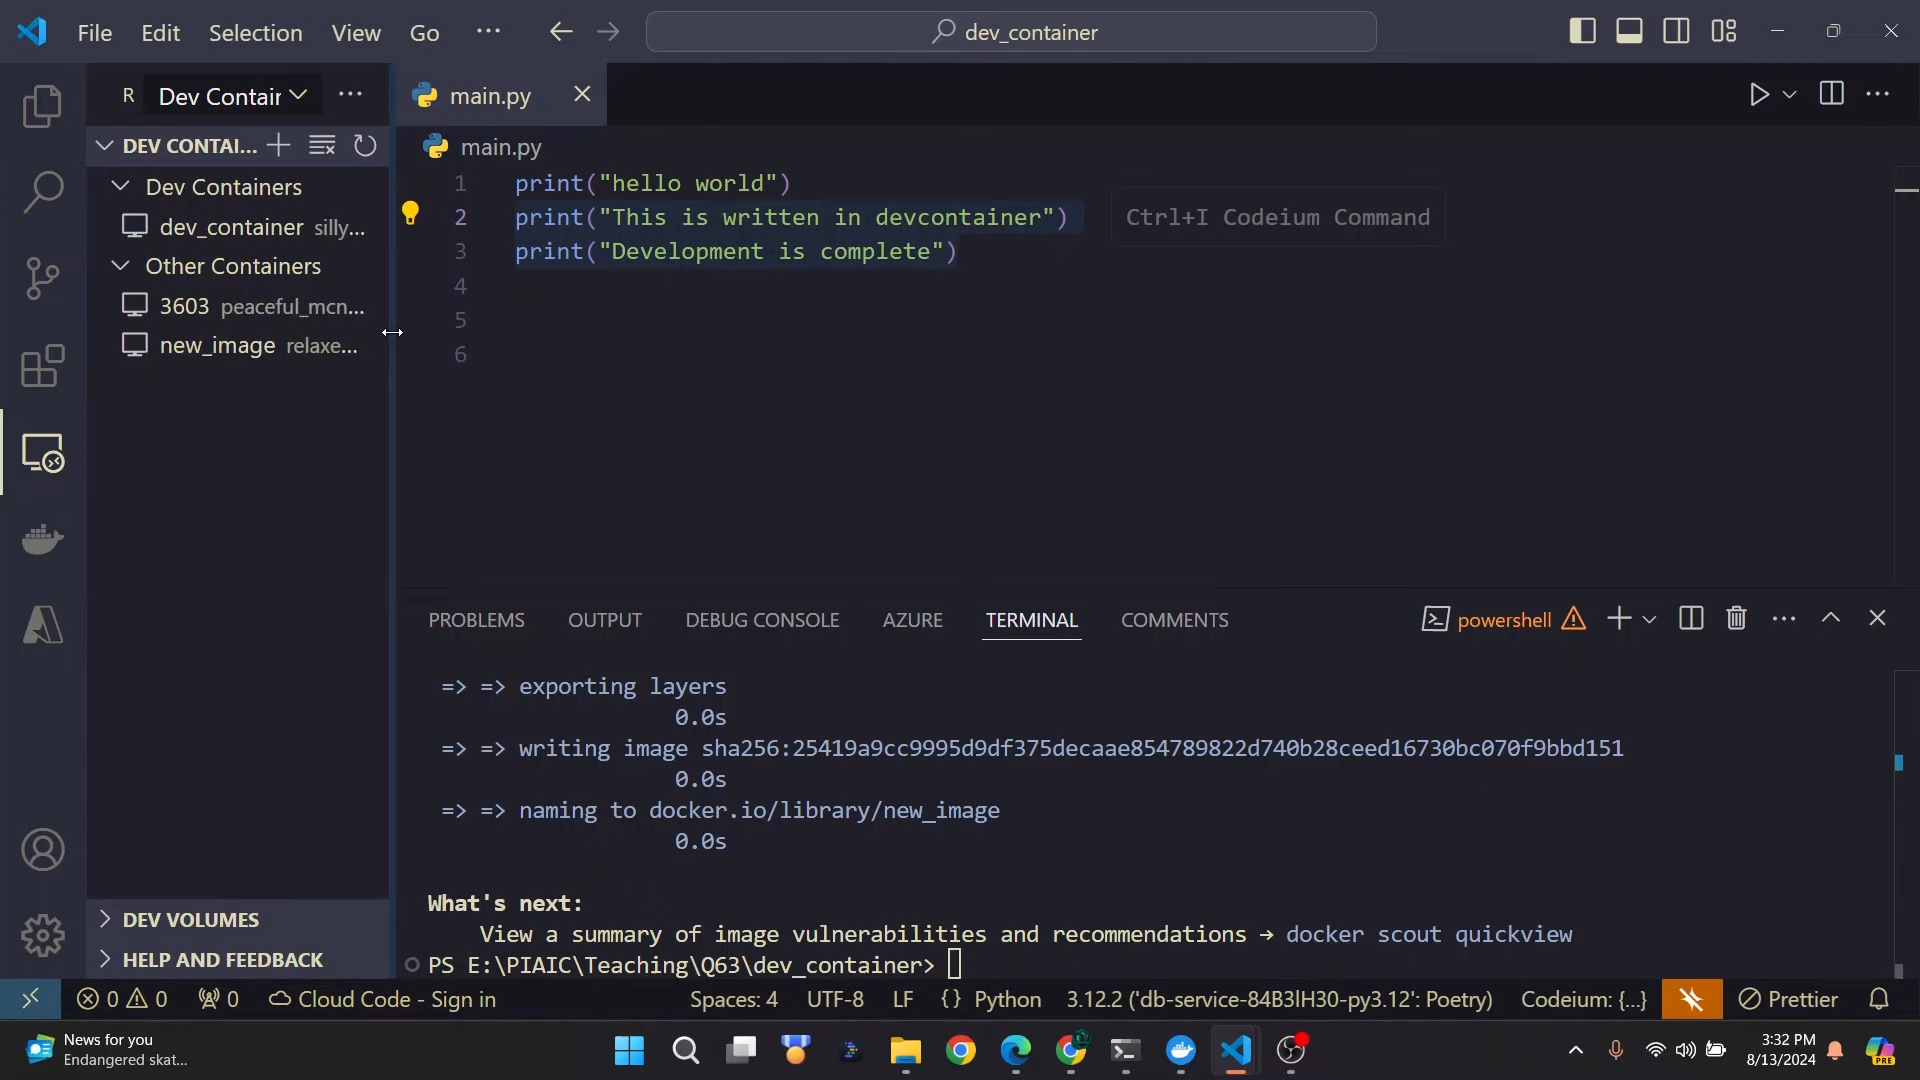 File Edit Selection View Go ···
dev_container
R Dev Contair
DEV CONTAI...
Dev Containers
dev_container silly...
Other Containers
3603 peaceful_mcn...
new_image relaxe...
DEV VOLUMES
HELP AND FEEDBACK
main.py
main.py
1 print("hello world")
2 print("This is written in devcontainer") Ctrl+I Codeium Command
3 print("Development is complete")
4
5
6
PROBLEMS OUTPUT DEBUG CONSOLE AZURE TERMINAL COMMENTS powershell
=> => exporting layers
0.0s
=> => writing image sha256:25419a9cc9995d9df375decaae854789822d740b28ceed16730bc070f9bbd151
0.0s
=> => naming to docker.io/library/new_image
0.0s
What's next:
View a summary of image vulnerabilities and recommendations → docker scout quickview
PS E:\PIAIC\Teaching\Q63\dev_container>
0 0 0 Cloud Code - Sign in Spaces: 4 UTF-8 LF {} Python 3.12.2 ('db-service-84B3lH30-py3.12': Poetry) Codeium: {...} Prettier
News for you
Endangered skat...
3:32 PM
8/13/2024
PRE